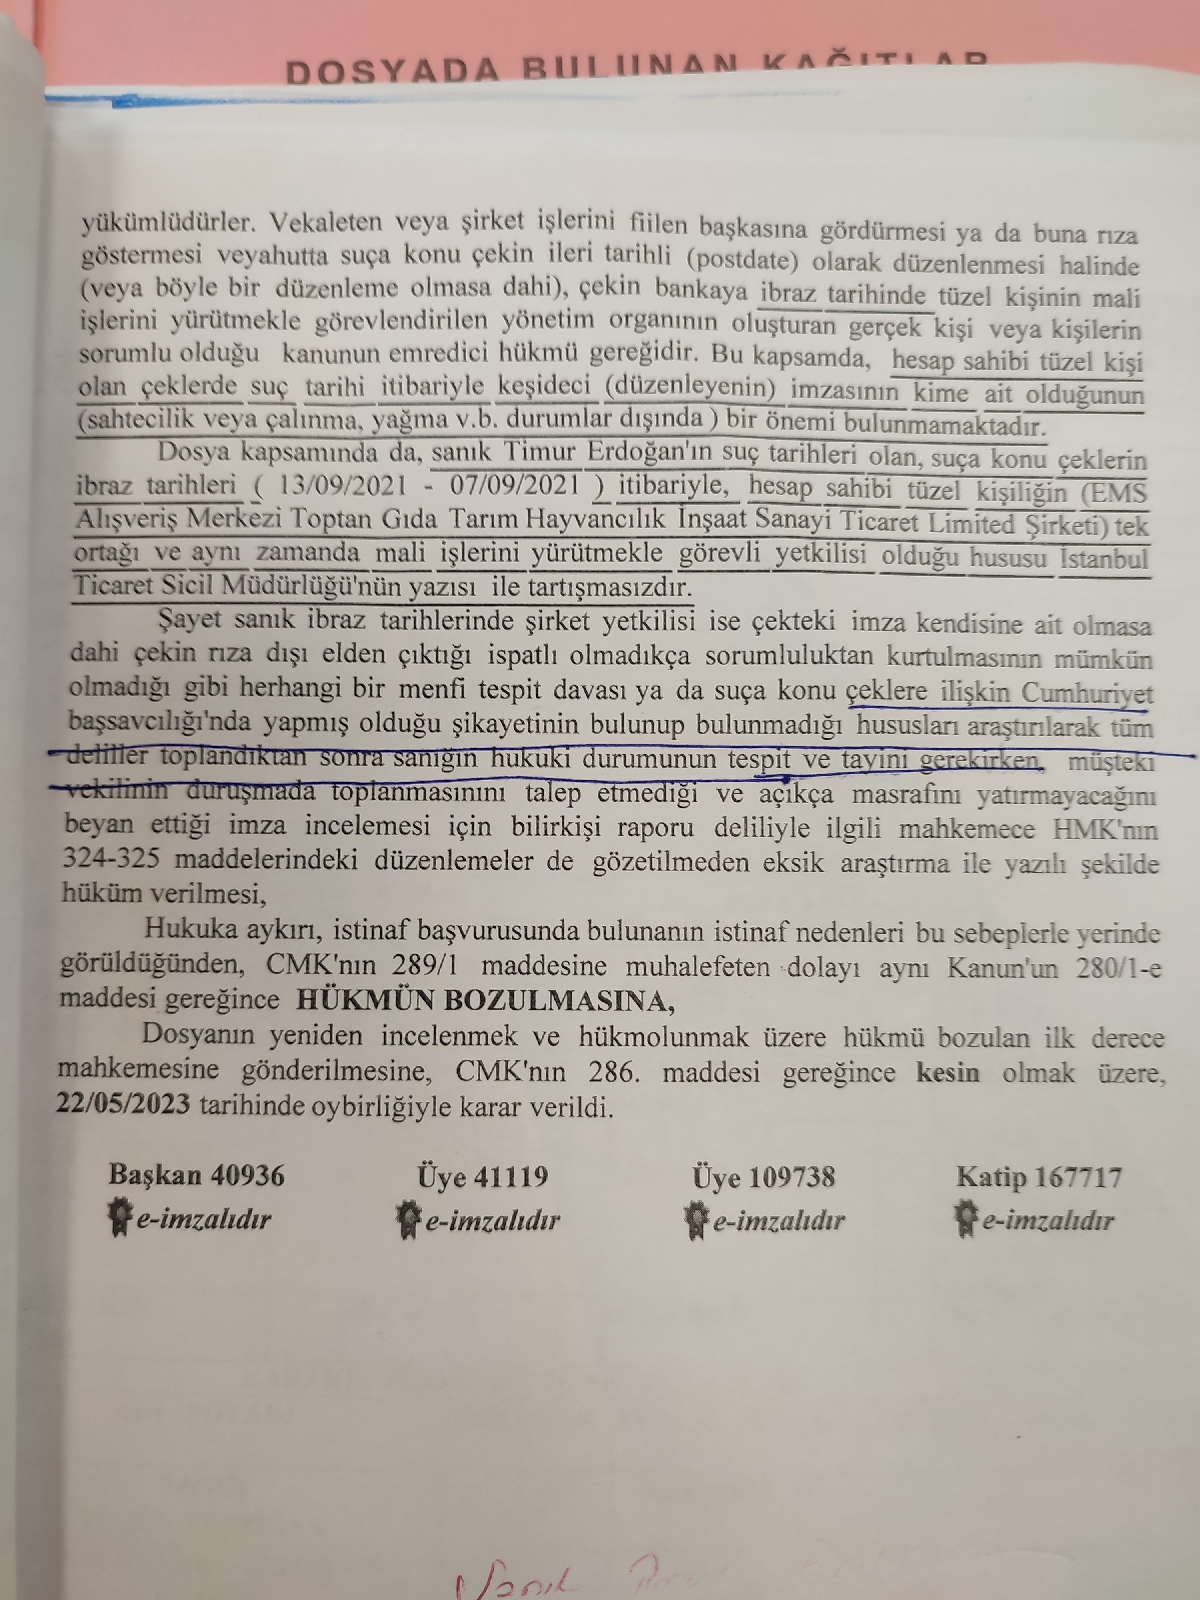 DOSYADA BULUNAN KAĞITLAR
yükümlüdürler. Vekaleten veya şirket işlerini fiilen başkasına gördürmesi ya da buna rıza
göstermesi veyahutta suça konu çekin ileri tarihli (postdate) olarak düzenlenmesi halinde
(veya böyle bir düzenleme olmasa dahi), çekin bankaya ibraz tarihinde tüzel kişinin mali
işlerini yürütmekle görevlendirilen yönetim organının oluşturan gerçek kişi veya kişilerin
sorumlu olduğu kanunun emredici hükmü gereğidir. Bu kapsamda, hesap sahibi tüzel kişi
olan çeklerde suç tarihi itibariyle keşideci (düzenleyenin) imzasının kime ait olduğunun
(sahtecilik veya çalınma, yağma v.b. durumlar dışında ) bir önemi bulunmamaktadır.
Dosya kapsamında da, sanık Timur Erdoğan'ın suç tarihleri olan, suça konu çeklerin
ibraz tarihleri ( 13/09/2021 - 07/09/2021 ) itibariyle, hesap sahibi tüzel kişiliğin (EMS
Alışveriş Merkezi Toptan Gıda Tarım Hayvancılık İnşaat Sanayi Ticaret Limited Şirketi) tek
ortağı ve aynı zamanda mali işlerini yürütmekle görevli yetkilisi olduğu hususu İstanbul
Ticaret Sicil Müdürlüğü'nün yazısı ile tartışmasızdır.
Şayet sanık ibraz tarihlerinde şirket yetkilisi ise çekteki imza kendisine ait olmasa
dahi çekin rıza dışı elden çıktığı ispatlı olmadıkça sorumluluktan kurtulmasının mümkün
olmadığı gibi herhangi bir menfi tespit davası ya da suça konu çeklere ilişkin Cumhuriyet
başsavcılığı'nda yapmış olduğu şikayetinin bulunup bulunmadığı hususları araştırılarak tüm
deliller toplandıktan sonra sanığın hukuki durumunun tespit ve tayini gerekirken, müşteki
vekilinin duruşmada toplanmasınını talep etmediği ve açıkça masrafını yatırmayacağını
beyan ettiği imza incelemesi için bilirkişi raporu deliliyle ilgili mahkemece HMK'nın
324-325 maddelerindeki düzenlemeler de gözetilmeden eksik araştırma ile yazılı şekilde
hüküm verilmesi,
Hukuka aykırı, istinaf başvurusunda bulunanın istinaf nedenleri bu sebeplerle yerinde
görüldüğünden, CMK'nın 289/1 maddesine muhalefeten dolayı aynı Kanun'un 280/1-e
maddesi gereğince HÜKMÜN BOZULMASINA,
Dosyanın yeniden incelenmek ve hükmolunmak üzere hükmü bozulan ilk derece
mahkemesine gönderilmesine, CMK'nın 286. maddesi gereğince kesin olmak üzere,
22/05/2023 tarihinde oybirliğiyle karar verildi.
Başkan 40936 Üye 41119 Üye 109738 Katip 167717
e-imzalıdır e-imzalıdır e-imzalıdır e-imzalıdır
Sanık